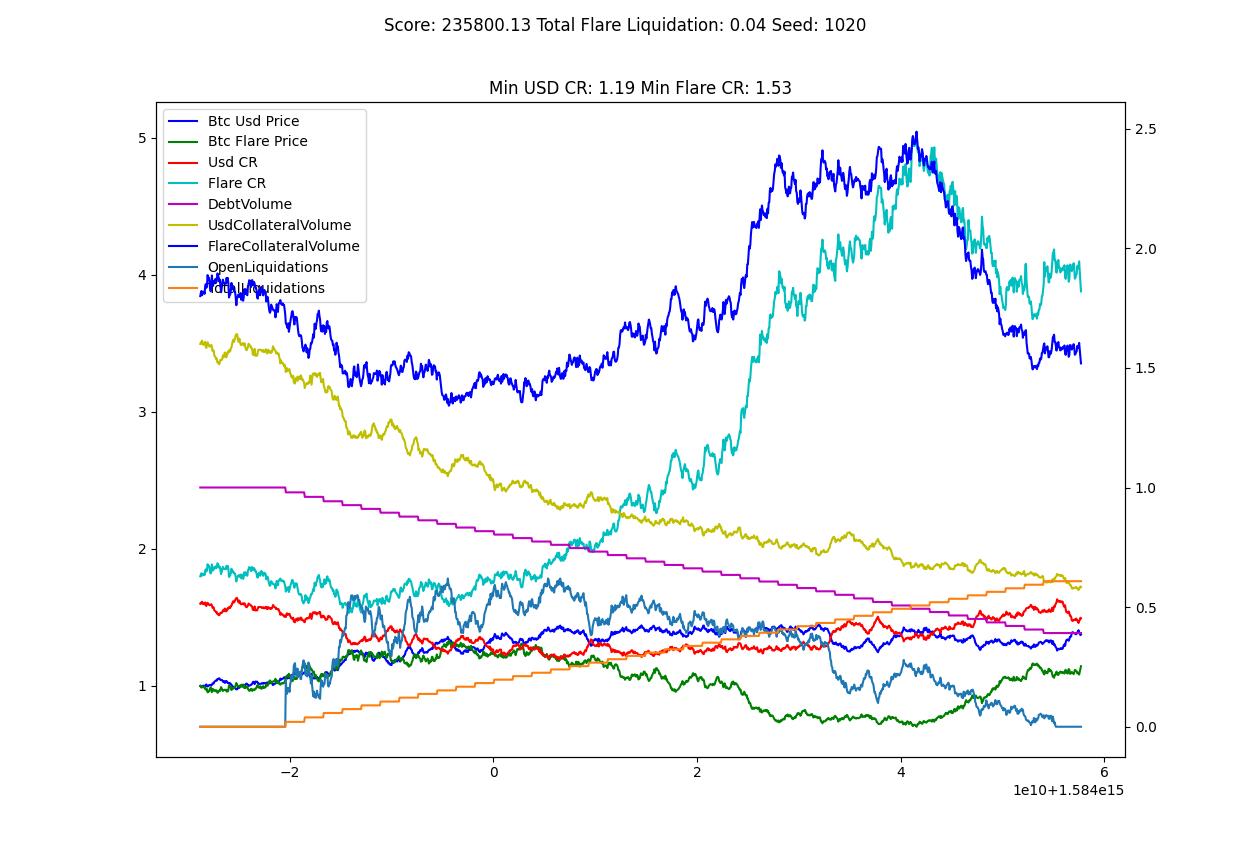 Score: 235800.13 Total Flare Liquidation: 0.04 Seed: 1020
Min USD CR: 1.19 Min Flare CR: 1.53
Btc Usd Price
Btc Flare Price
Usd CR
Flare CR
DebtVolume
UsdCollateralVolume
FlareCollateralVolume
OpenLiquidations
TotalLiquidations
5
4
3
2
1
2.5
2.0
1.5
1.0
0.5
0.0
−2
0
2
4
6
1e10+1.584e15